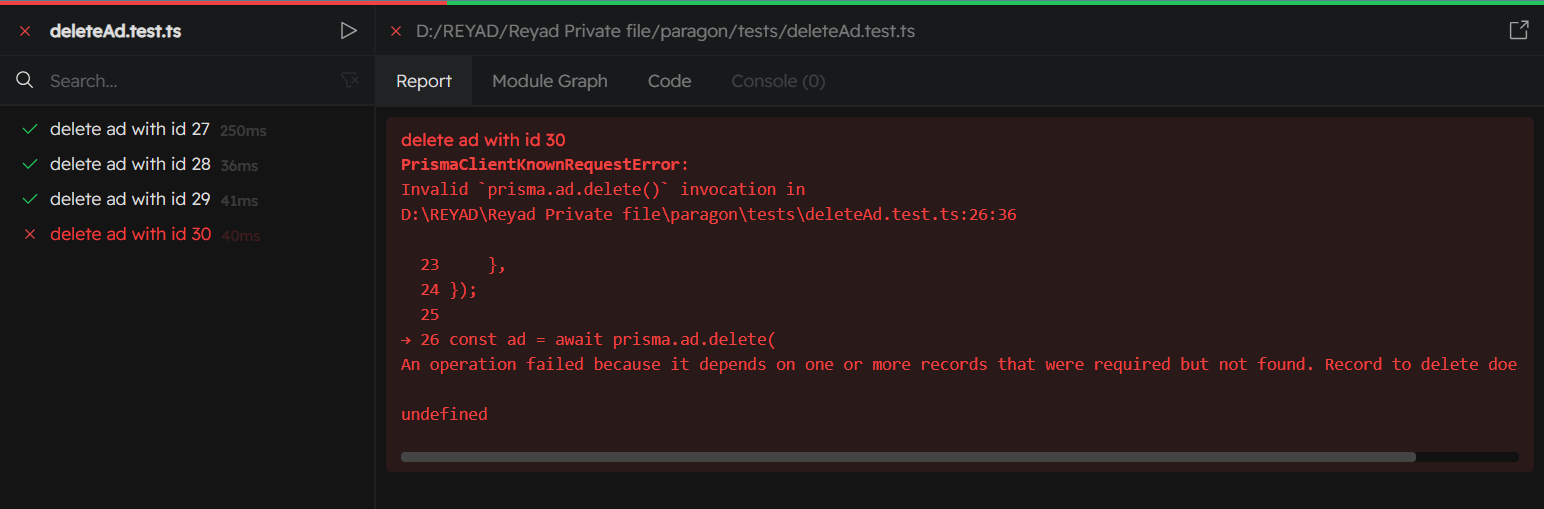 deleteAd.test.ts
D:/REYAD/Reyad Private file/paragon/tests/deleteAd.test.ts
Search...
Report
Module Graph
Code
Console (0)
delete ad with id 27 250ms
delete ad with id 28 36ms
delete ad with id 29 41ms
delete ad with id 30 40ms
delete ad with id 30
PrismaClientKnownRequestError:
Invalid `prisma.ad.delete()` invocation in
D:\REYAD\Reyad Private file\paragon\tests\deleteAd.test.ts:26:36
23     },
24 });
25
→ 26 const ad = await prisma.ad.delete(
An operation failed because it depends on one or more records that were required but not found. Record to delete doe
undefined